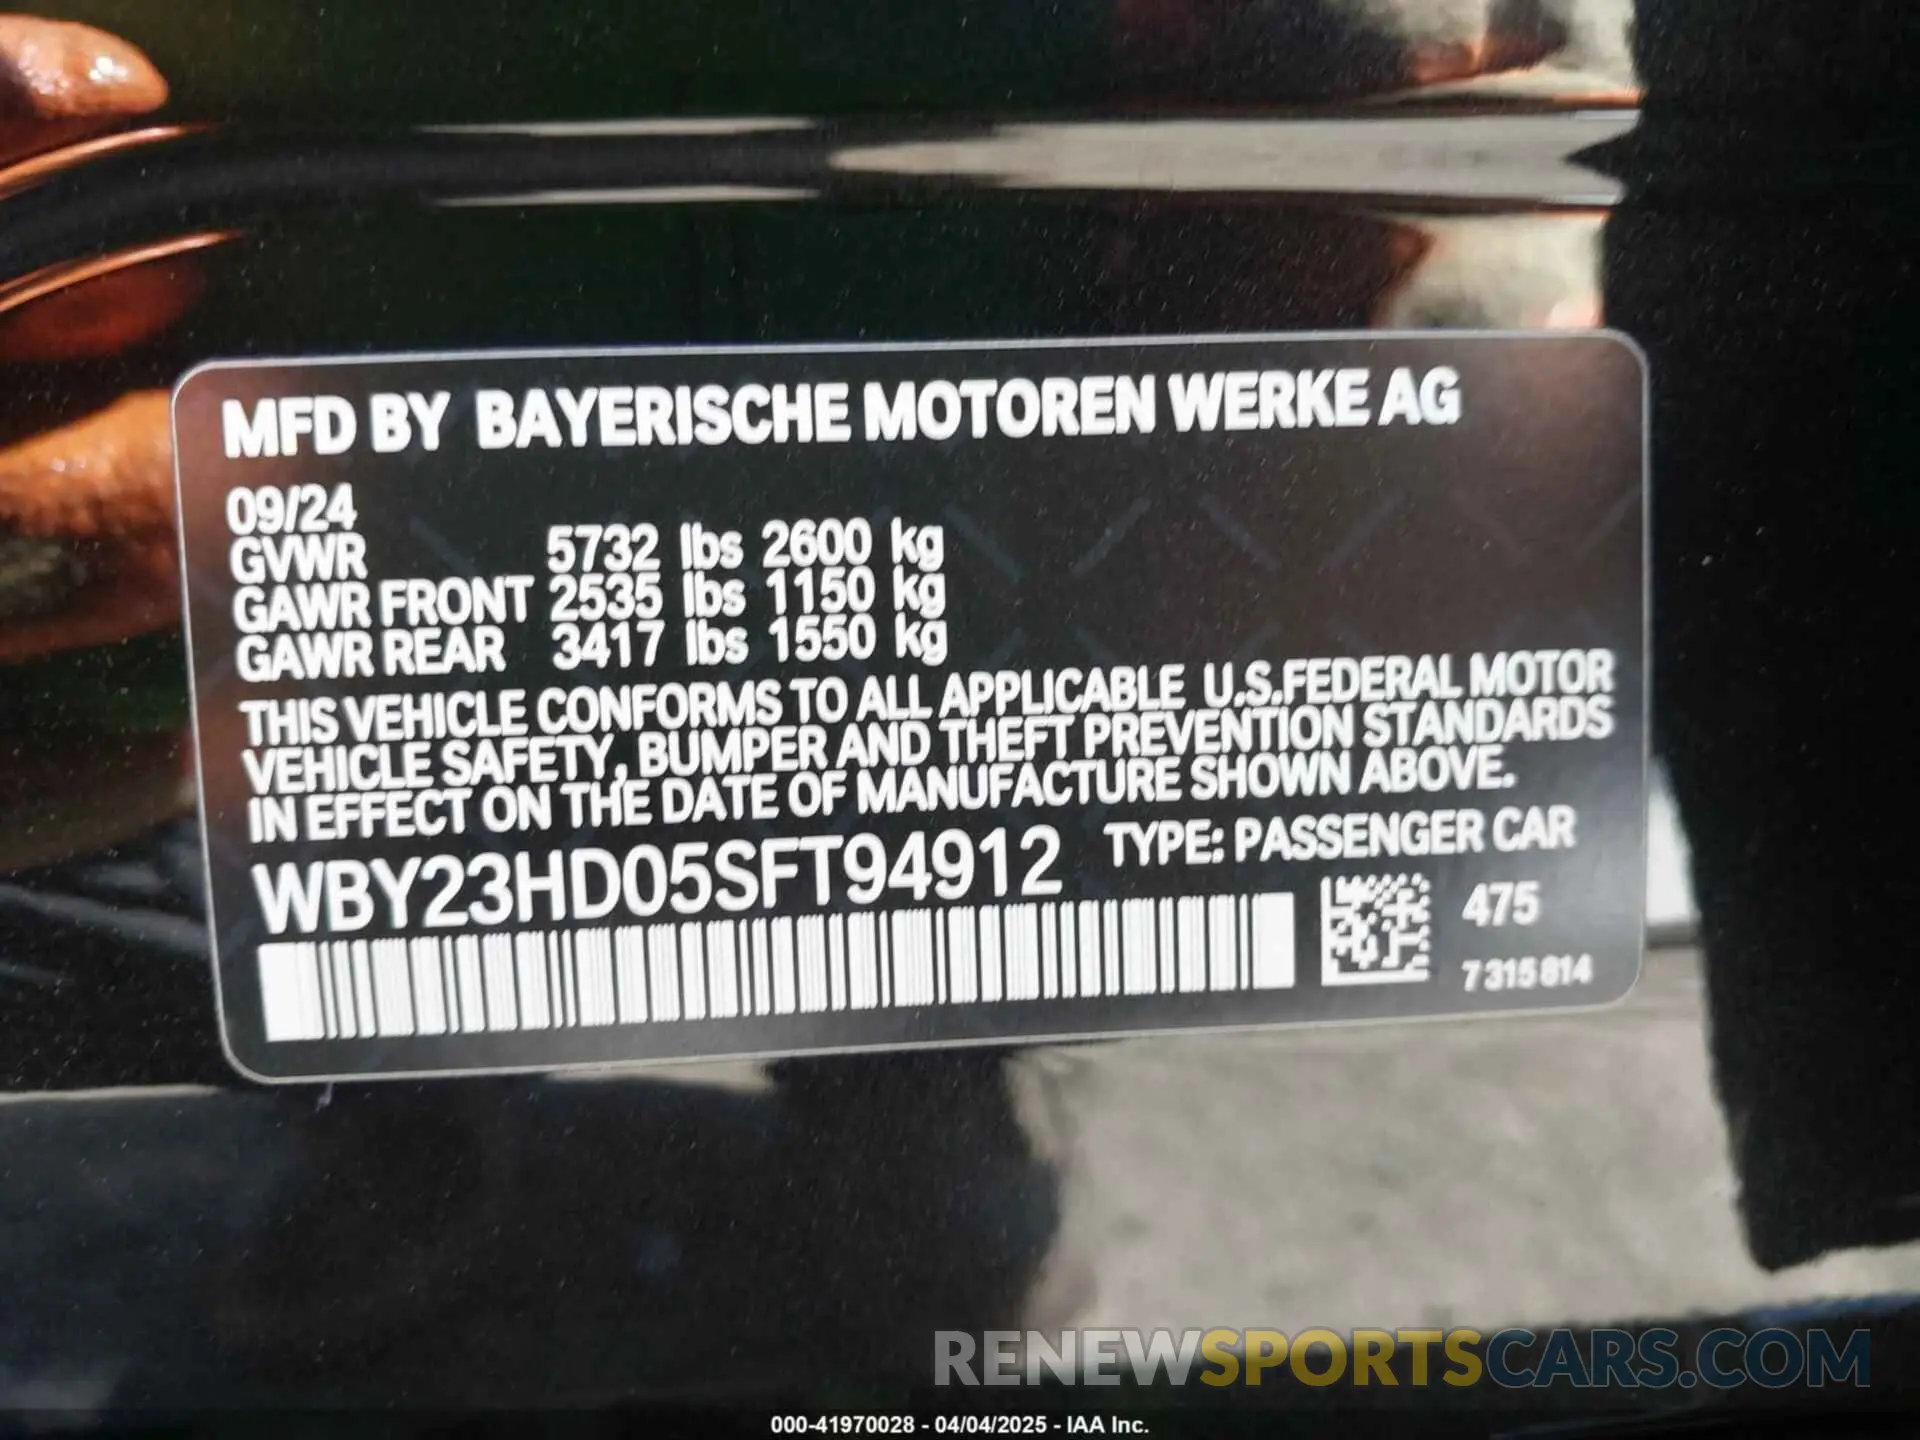 MFD BY BAYERISCHE MOTOREN WERKE AG
09/24
GVWR 5732 lbs 2600 kg
GAWR FRONT 2535 lbs 1150 kg
GAWR REAR 3417 lbs 1550 kg
THIS VEHICLE CONFORMS TO ALL APPLICABLE U.S.FEDERAL MOTOR
VEHICLE SAFETY, BUMPER AND THEFT PREVENTION STANDARDS
IN EFFECT ON THE DATE OF MANUFACTURE SHOWN ABOVE.
WBY23HD05SFT94912 TYPE: PASSENGER CAR
475
7315814
RENEWSPORTSCARS.COM
000-41970028 - 04/04/2025 - IAA Inc.